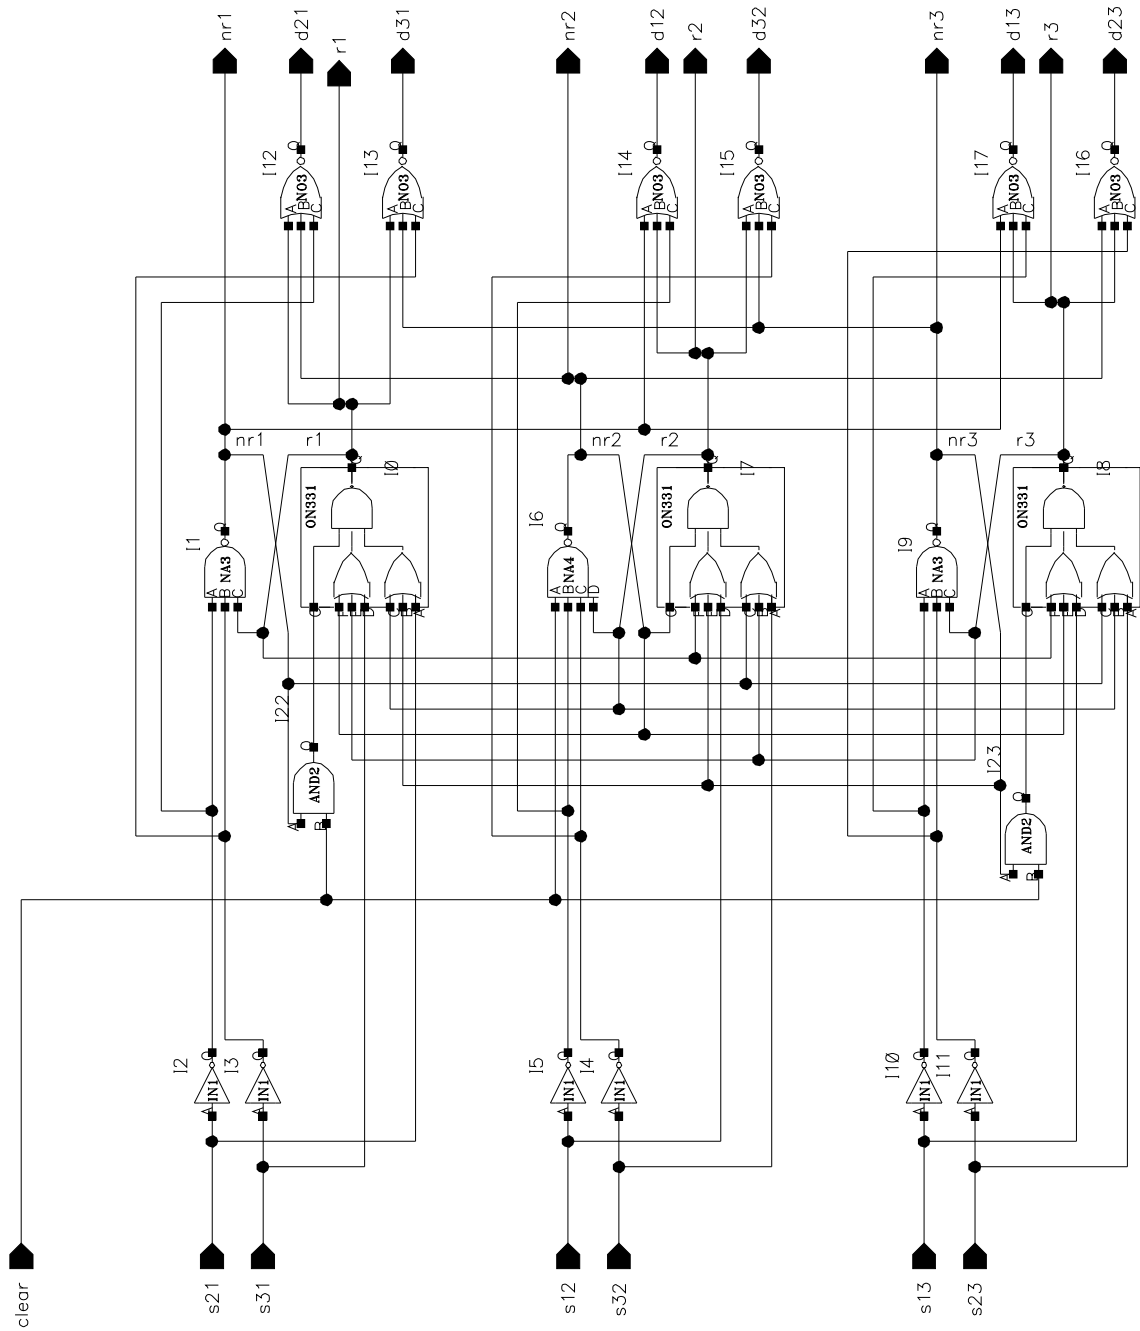 nr1
d21
r1
d31
nr2
d12
r2
d32
nr3
d13
r3
d23
I12
Q
NO3
A
B
C
I13
Q
NO3
A
B
C
I14
Q
NO3
A
B
C
I15
Q
NO3
A
B
C
I17
Q
NO3
A
B
C
I16
Q
NO3
A
B
C
nr1
r1
nr2
r2
nr3
r3
I1
Q
NA3
A
B
C
ON331
I0
Q
G
F
E
D
C
B
A
I6
Q
NA4
A
B
C
D
ON331
I7
Q
G
F
E
D
C
B
A
I9
Q
NA3
A
B
C
ON331
I8
Q
G
F
E
D
C
B
A
I22
Q
AND2
A
B
I23
Q
AND2
A
B
I2
Q
IN1
A
I3
Q
IN1
A
I5
Q
IN1
A
I4
Q
IN1
A
I10
Q
IN1
A
I11
Q
IN1
A
clear
s21
s31
s12
s32
s13
s23